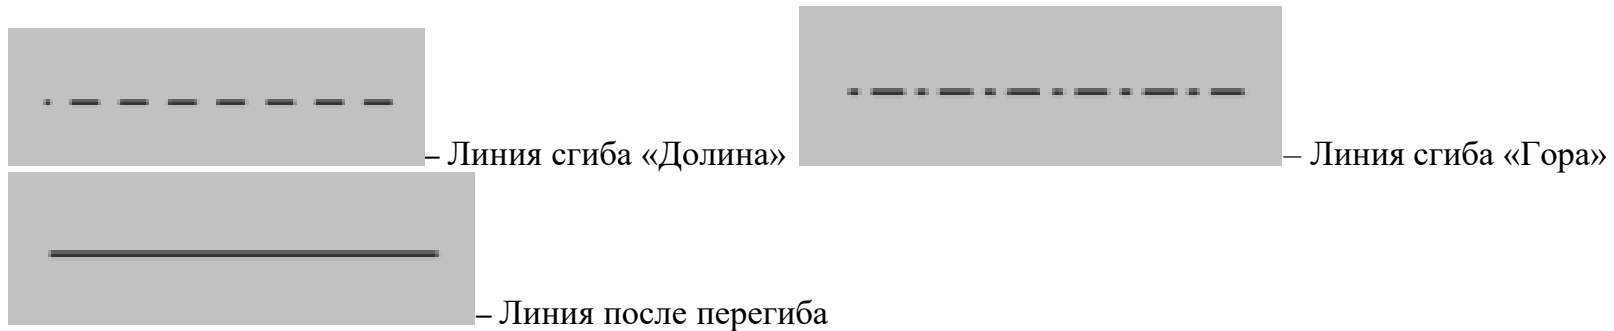 – Линия сгиба «Долина» – Линия сгиба «Гора»
– Линия после перегиба